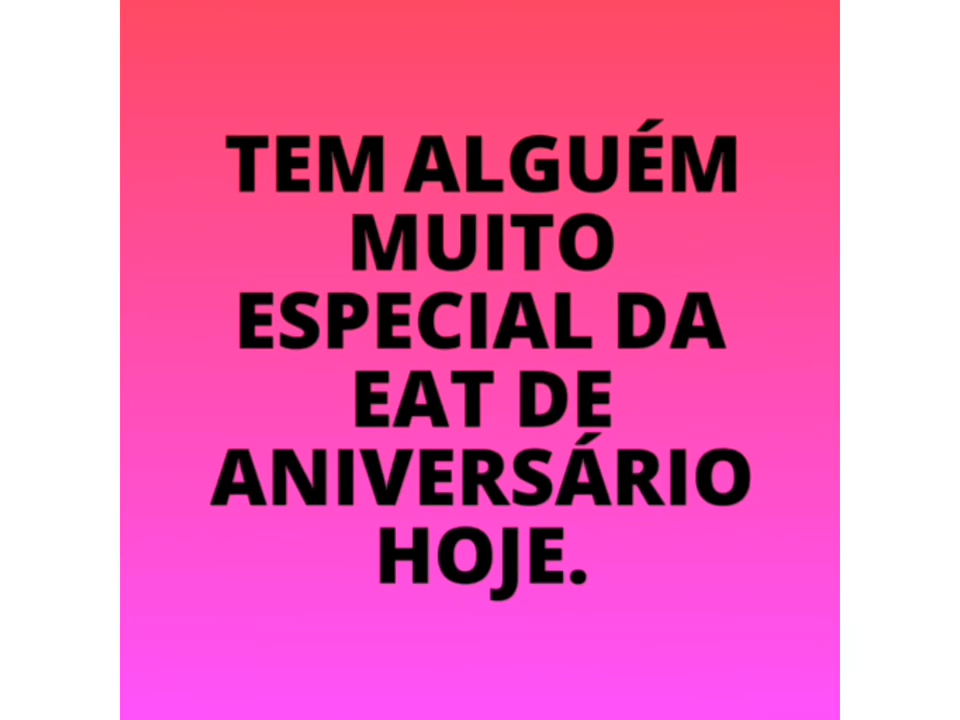 TEM ALGUÉM
MUITO
ESPECIAL DA
EAT DE
ANIVERSÁRIO
HOJE.